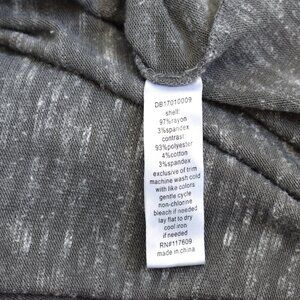 DB17010009
shell:
97%rayon
3%spandex
contrast:
93%polyester
4%cotton
3%spandex
exclusive of trim
machine wash cold
with like colors
gentle cycle
non-chlorine
bleach if needed
lay flat to dry
cool iron
if needed
RN#117609
made in china